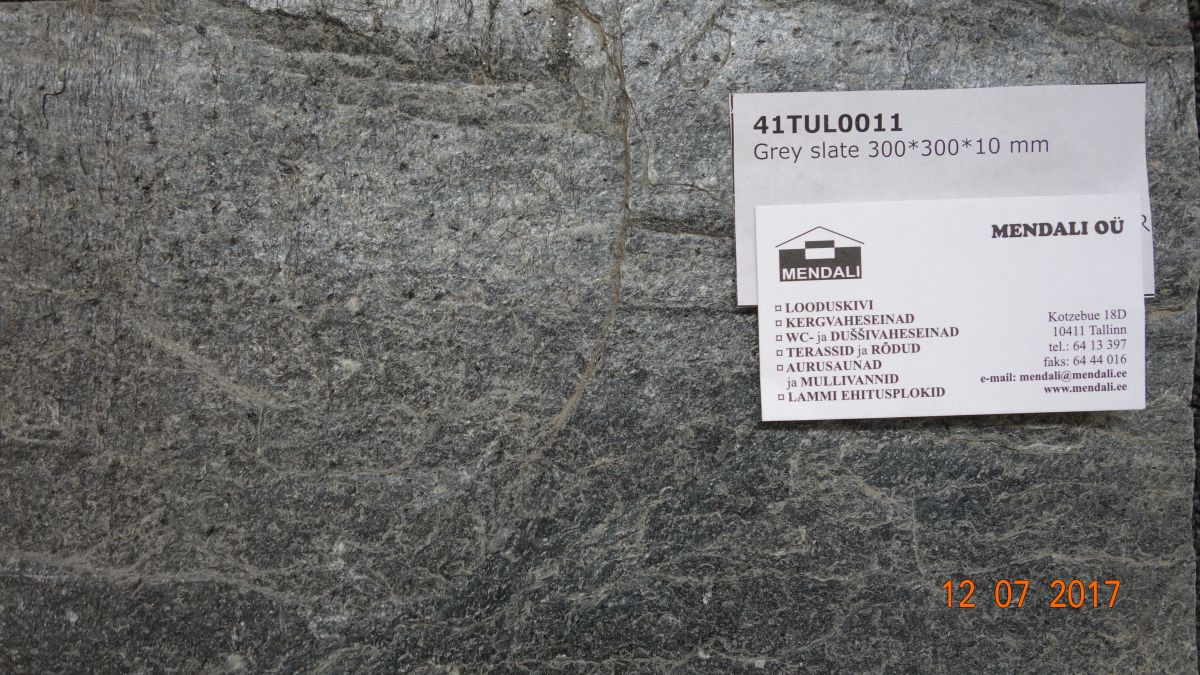 41TUL0011
Grey slate 300*300*10 mm
MENDALI OÜ
MENDALI
¤ LOODUSKIVI
¤ KERGVAHESEINAD
¤ WC- ja DUŠŠIVAHESEINAD
¤ TERASSID ja RÕDUD
¤ AURUSAUNAD
ja MULLIVANNID
¤ LAMMI EHITUSPLOKID
Kotzebue 18D
10411 Tallinn
tel.: 64 13 397
faks: 64 44 016
e-mail: mendali@mendali.ee
www.mendali.ee
12 07 2017